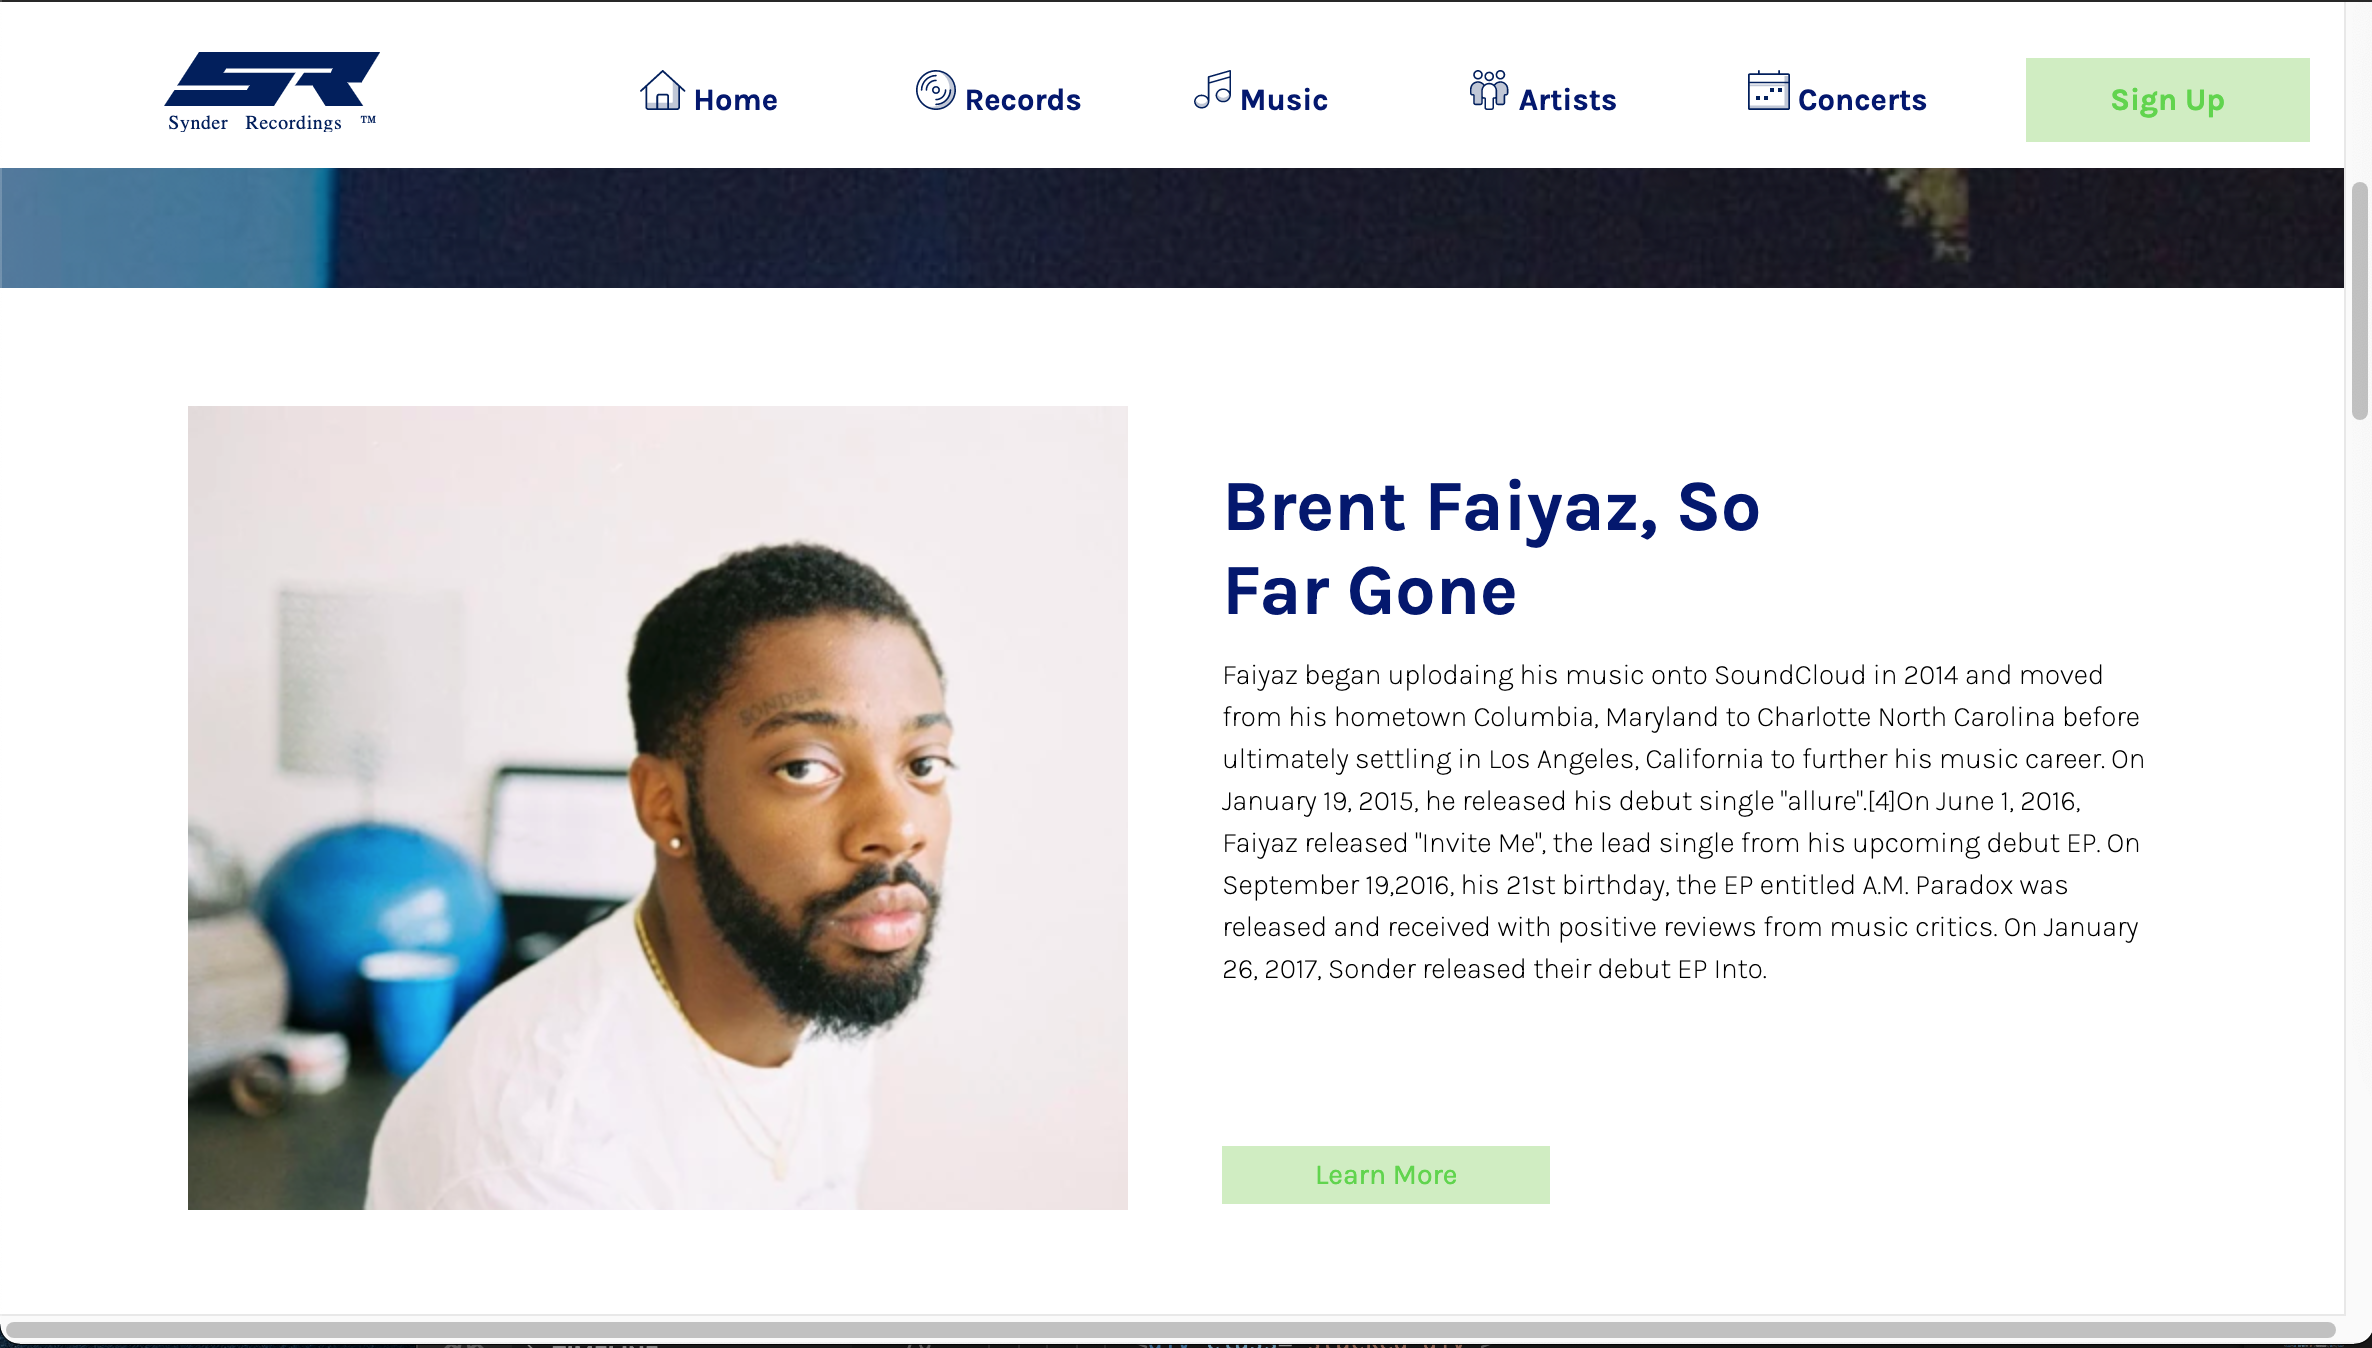 Synder Recordings ™
Home
Records
Music
Artists
Concerts
Sign Up
SONDER
Brent Faiyaz, So
Far Gone
Faiyaz began uplodaing his music onto SoundCloud in 2014 and moved
from his hometown Columbia, Maryland to Charlotte North Carolina before
ultimately settling in Los Angeles, California to further his music career. On
January 19, 2015, he released his debut single "allure".[4]On June 1, 2016,
Faiyaz released "Invite Me", the lead single from his upcoming debut EP. On
September 19,2016, his 21st birthday, the EP entitled A.M. Paradox was
released and received with positive reviews from music critics. On January
26, 2017, Sonder released their debut EP Into.
Learn More